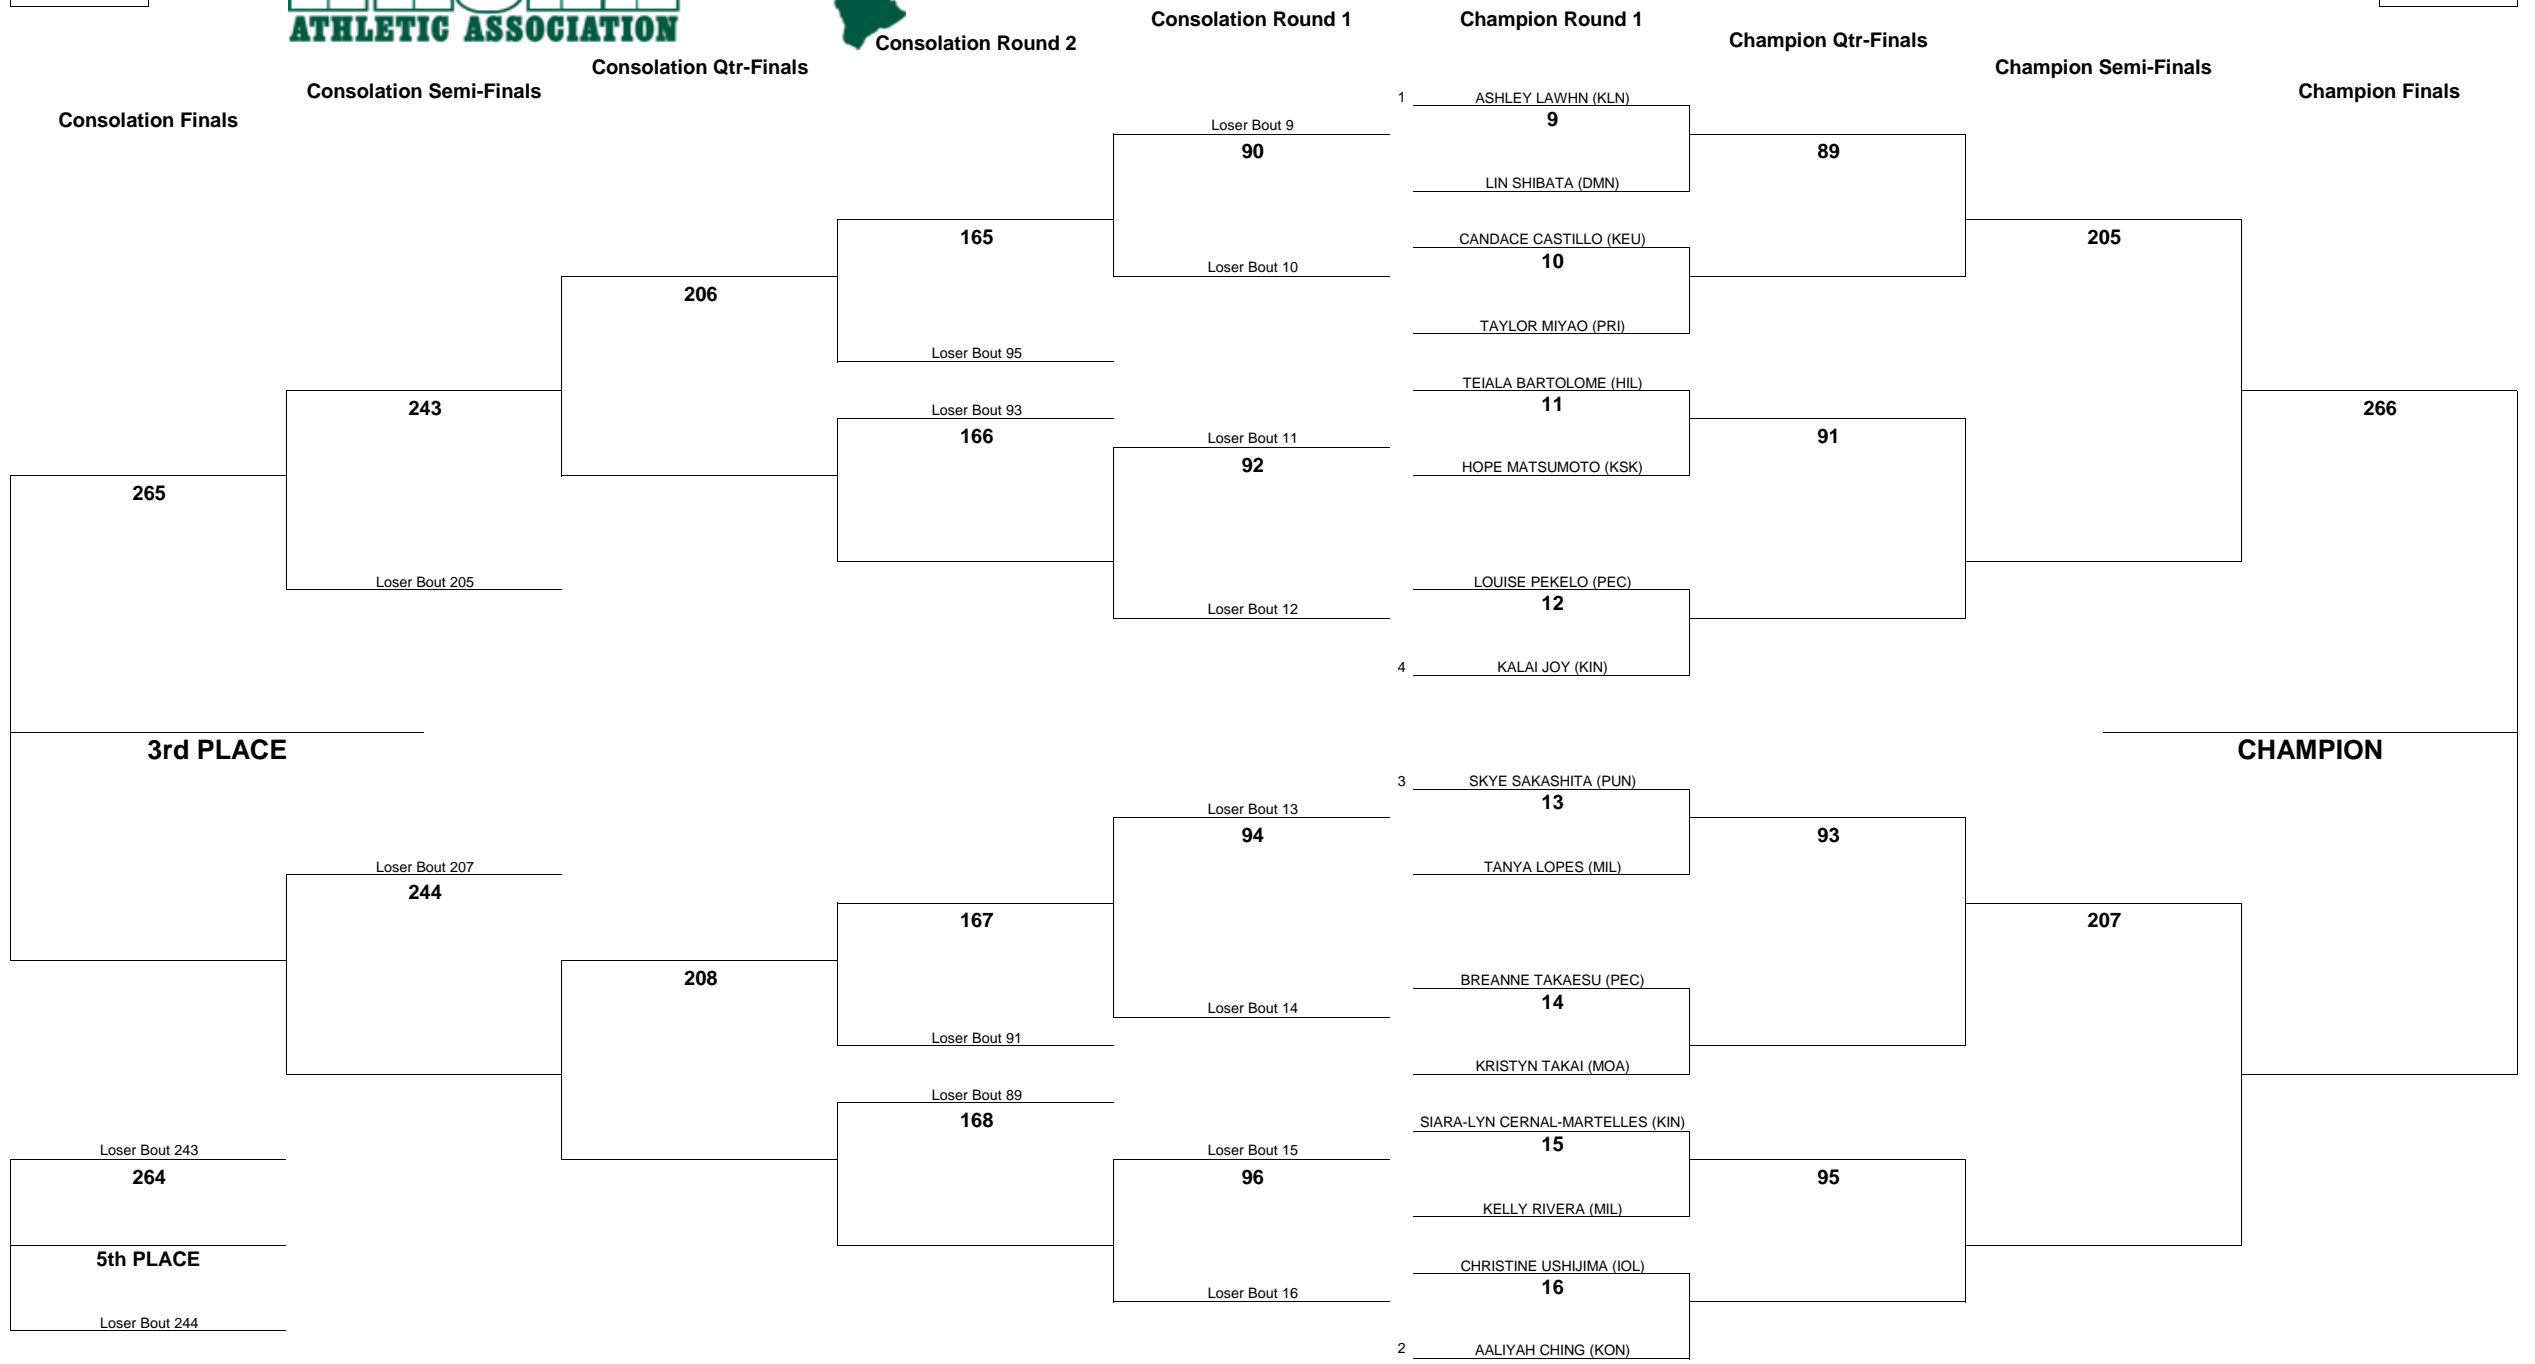 ATHLETIC ASSOCIATION
Consolation Round 1
Champion Round 1
Consolation Round 2
Champion Qtr-Finals
Consolation Qtr-Finals
Champion Semi-Finals
Consolation Semi-Finals
Champion Finals
Consolation Finals
1 ASHLEY LAWHN (KLN)
9
LIN SHIBATA (DMN)
CANDACE CASTILLO (KEU)
10
TAYLOR MIYAO (PRI)
TEIALA BARTOLOME (HIL)
11
HOPE MATSUMOTO (KSK)
LOUISE PEKELO (PEC)
12
4 KALAI JOY (KIN)
3 SKYE SAKASHITA (PUN)
13
TANYA LOPES (MIL)
BREANNE TAKAESU (PEC)
14
KRISTYN TAKAI (MOA)
SIARA-LYN CERNAL-MARTELLES (KIN)
15
KELLY RIVERA (MIL)
CHRISTINE USHIJIMA (IOL)
16
2 AALIYAH CHING (KON)
89
91
93
95
205
207
266
CHAMPION
Loser Bout 9
90
Loser Bout 10
Loser Bout 11
92
Loser Bout 12
Loser Bout 13
94
Loser Bout 14
Loser Bout 15
96
Loser Bout 16
165
Loser Bout 95
Loser Bout 93
166
167
Loser Bout 91
Loser Bout 89
168
206
208
243
Loser Bout 205
Loser Bout 207
244
265
3rd PLACE
Loser Bout 243
264
5th PLACE
Loser Bout 244